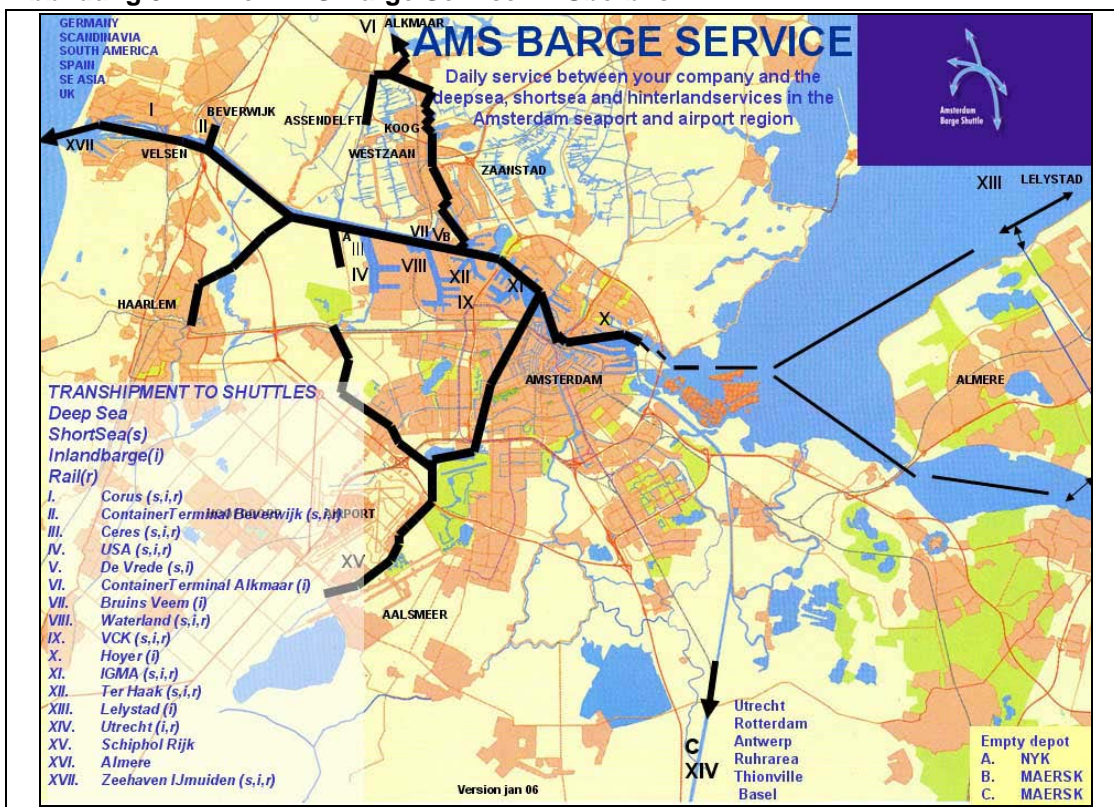 GERMANY
SCANDINAVIA
SOUTH AMERICA
SPAIN
SE ASIA
UK
VI ALKMAAR
AMS BARGE SERVICE
Daily service between your company and the
deepsea, shortsea and hinterlandservices in the
Amsterdam seaport and airport region
Amsterdam
Barge Shuttle
I
II
BEVERWIJK
ASSENDELFT
KOOG
XVII
VELSEN
WESTZAAN
ZAANSTAD
XIII LELYSTAD
A
III
IV
VII
VB
VIII
XII
IX
XI
X
HAARLEM
AMSTERDAM
ALMERE
TRANSHIPMENT TO SHUTTLES
Deep Sea
ShortSea(s)
Inlandbarge(i)
Rail(r)
I. Corus (s,i,r)
II. ContainerTerminal Beverwijk (s,i,r)
III. Ceres (s,i,r)
IV. USA (s,i,r)
V. De Vrede (s,i)
VI. ContainerTerminal Alkmaar (i)
VII. Bruins Veem (i)
VIII. Waterland (s,i,r)
IX. VCK (s,i,r)
X. Hoyer (i)
XI. IGMA (s,i,r)
XII. Ter Haak (s,i,r)
XIII. Lelystad (i)
XIV. Utrecht (i,r)
XV. Schiphol Rijk
XVI. Almere
XVII. Zeehaven IJmuiden (s,i,r)
AIRPORT
XV
AALSMEER
C
XIV
Utrecht
Rotterdam
Antwerp
Ruhrarea
Thionville
Basel
Empty depot
A. NYK
B. MAERSK
C. MAERSK
Version jan 06